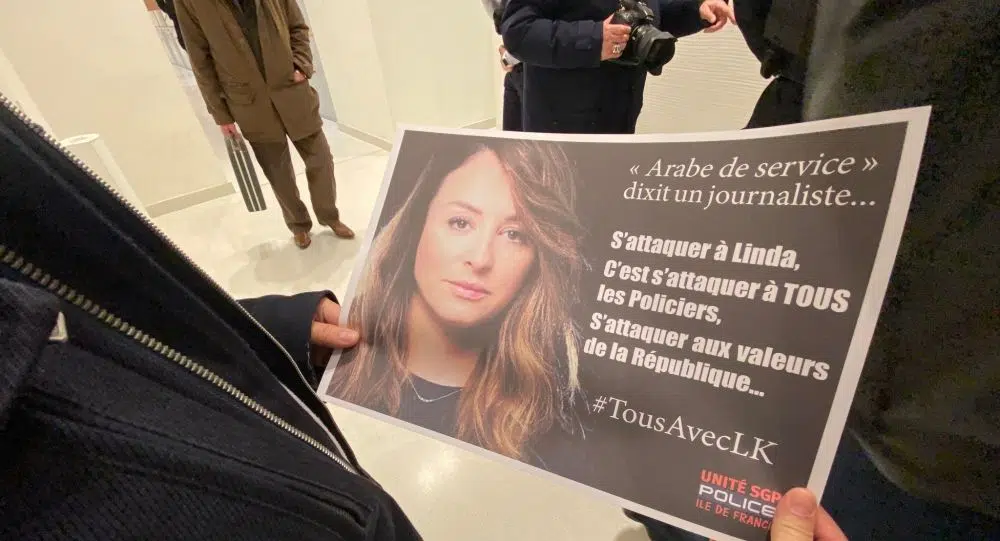 « Arabe de service »
dixit un journaliste...
S'attaquer à Linda,
C'est s'attaquer à TOUS
les Policiers,
S'attaquer aux valeurs
de la République...
#TousAvecLK
UNITÉ SGP
POLICE
ILE DE FRANCE